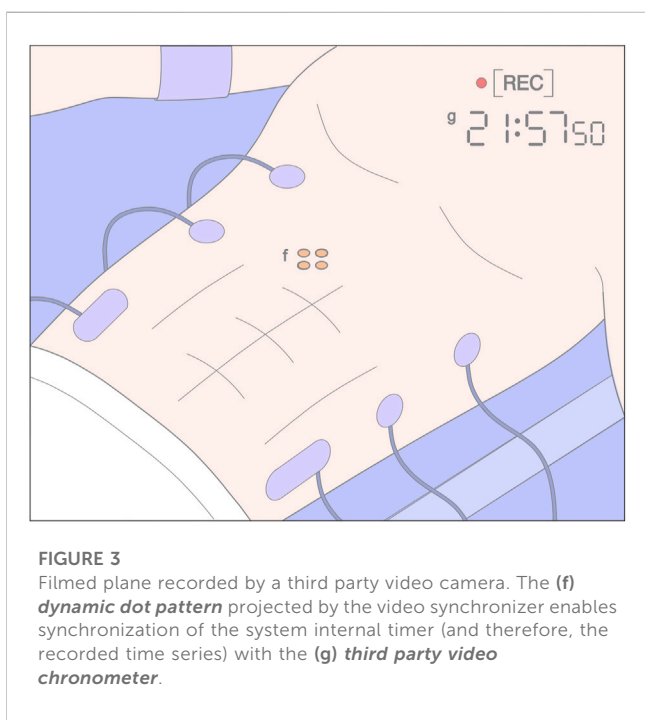 [REC]
g 21:57 50
f
FIGURE 3
Filmed plane recorded by a third party video camera. The (f)
dynamic dot pattern projected by the video synchronizer enables
synchronization of the system internal timer (and therefore, the
recorded time series) with the (g) third party video
chronometer.